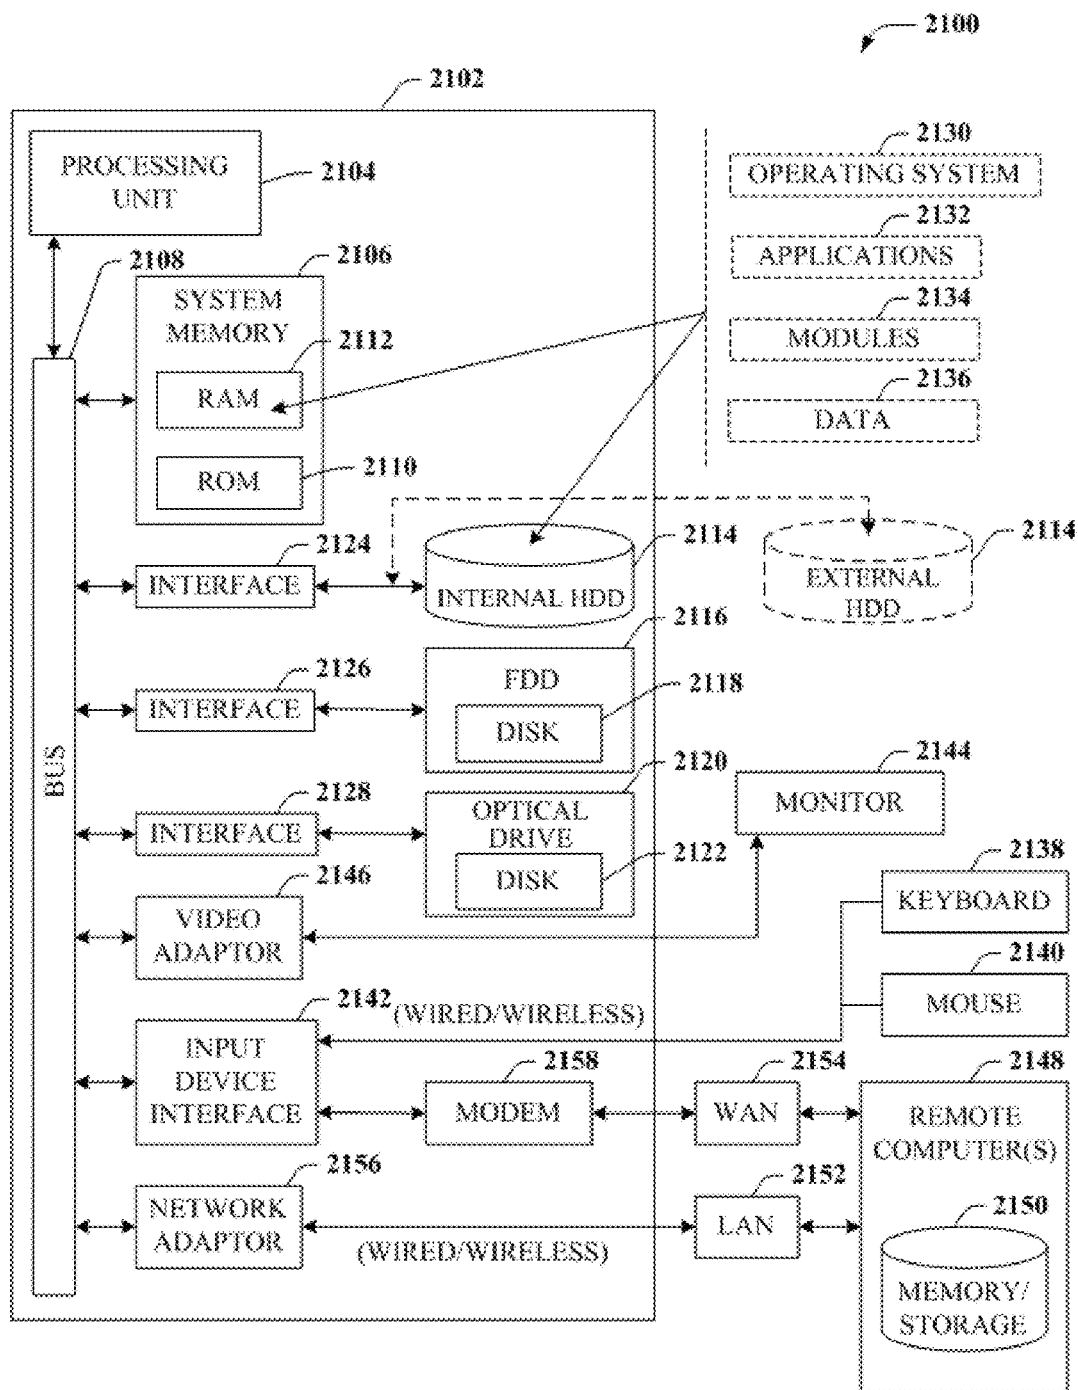 2100
2102
PROCESSING
UNIT
2104
2130
OPERATING SYSTEM
2132
APPLICATIONS
2134
MODULES
2136
DATA
2108
2106
SYSTEM
MEMORY
2112
RAM
2110
ROM
2124
INTERFACE
2114
INTERNAL HDD
2114
EXTERNAL
HDD
2116
FDD
2126
INTERFACE
2118
DISK
BUS
2120
OPTICAL
DRIVE
2128
INTERFACE
2122
DISK
2144
MONITOR
2146
VIDEO
ADAPTOR
2138
KEYBOARD
2140
MOUSE
2142
(WIRED/WIRELESS)
INPUT
DEVICE
INTERFACE
2158
MODEM
2154
WAN
2148
REMOTE
COMPUTER(S)
2156
NETWORK
ADAPTOR
(WIRED/WIRELESS)
2152
LAN
2150
MEMORY/
STORAGE